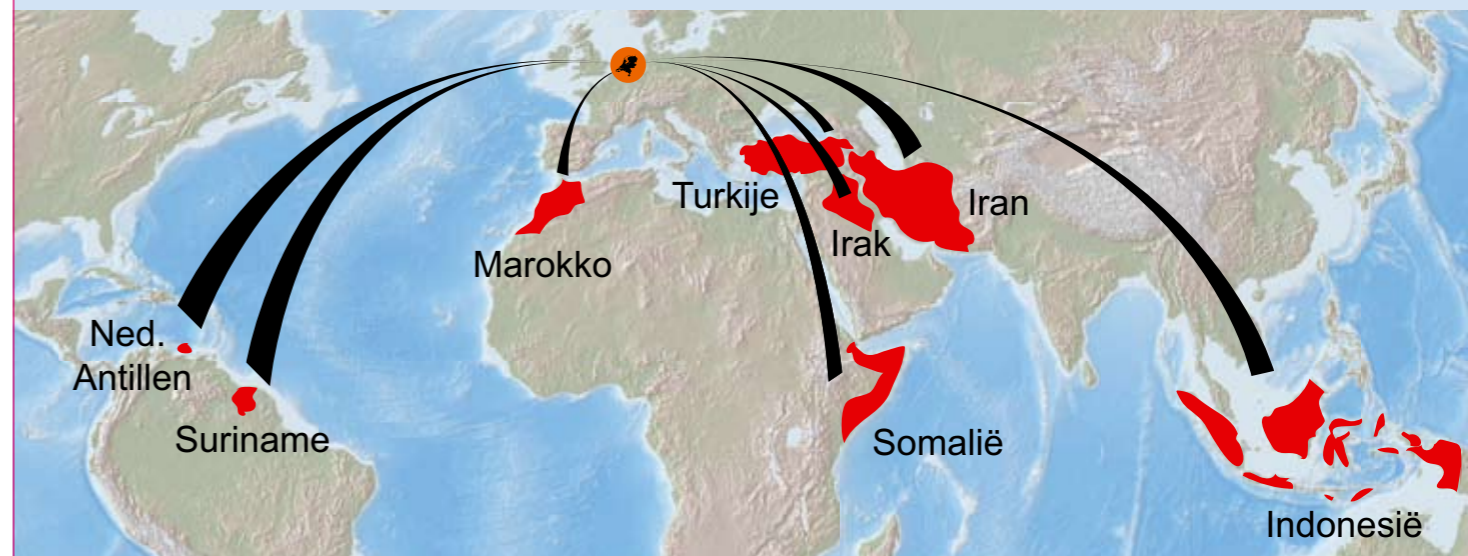 Turkije
Iran
Irak
Marokko
Ned.
Antillen
Suriname
Somalië
Indonesië